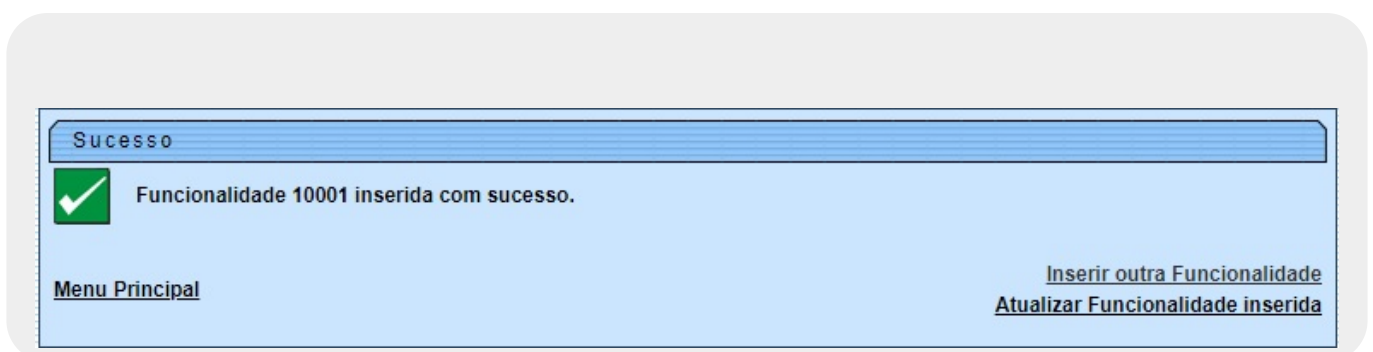 Sucesso
Funcionalidade 10001 inserida com sucesso.
Inserir outra Funcionalidade
Menu Principal
Atualizar Funcionalidade inserida